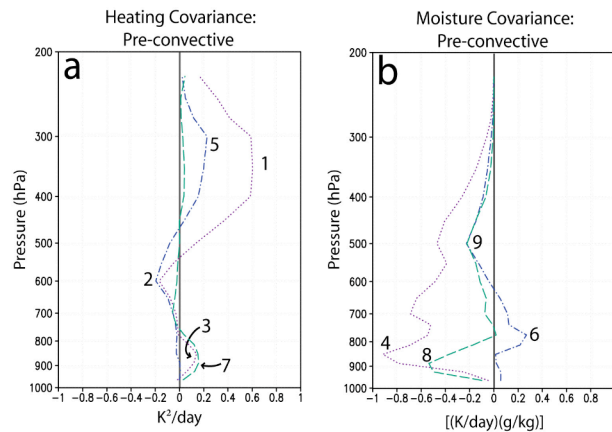 Heating Covariance:
Pre-convective
Moisture Covariance:
Pre-convective
a
b
Pressure (hPa)
200
300
400
500
600
700
800
900
1000
1
2
3
5
7
-1 -0.8 -0.6 -0.4 -0.2 0 0.2 0.4 0.6 0.8 1
K²/day
Pressure (hPa)
200
300
400
500
600
700
800
900
1000
4
6
8
9
-1 -0.8 -0.6 -0.4 -0.2 0 0.2 0.4 0.6 0.8 1
[(K/day)(g/kg)]